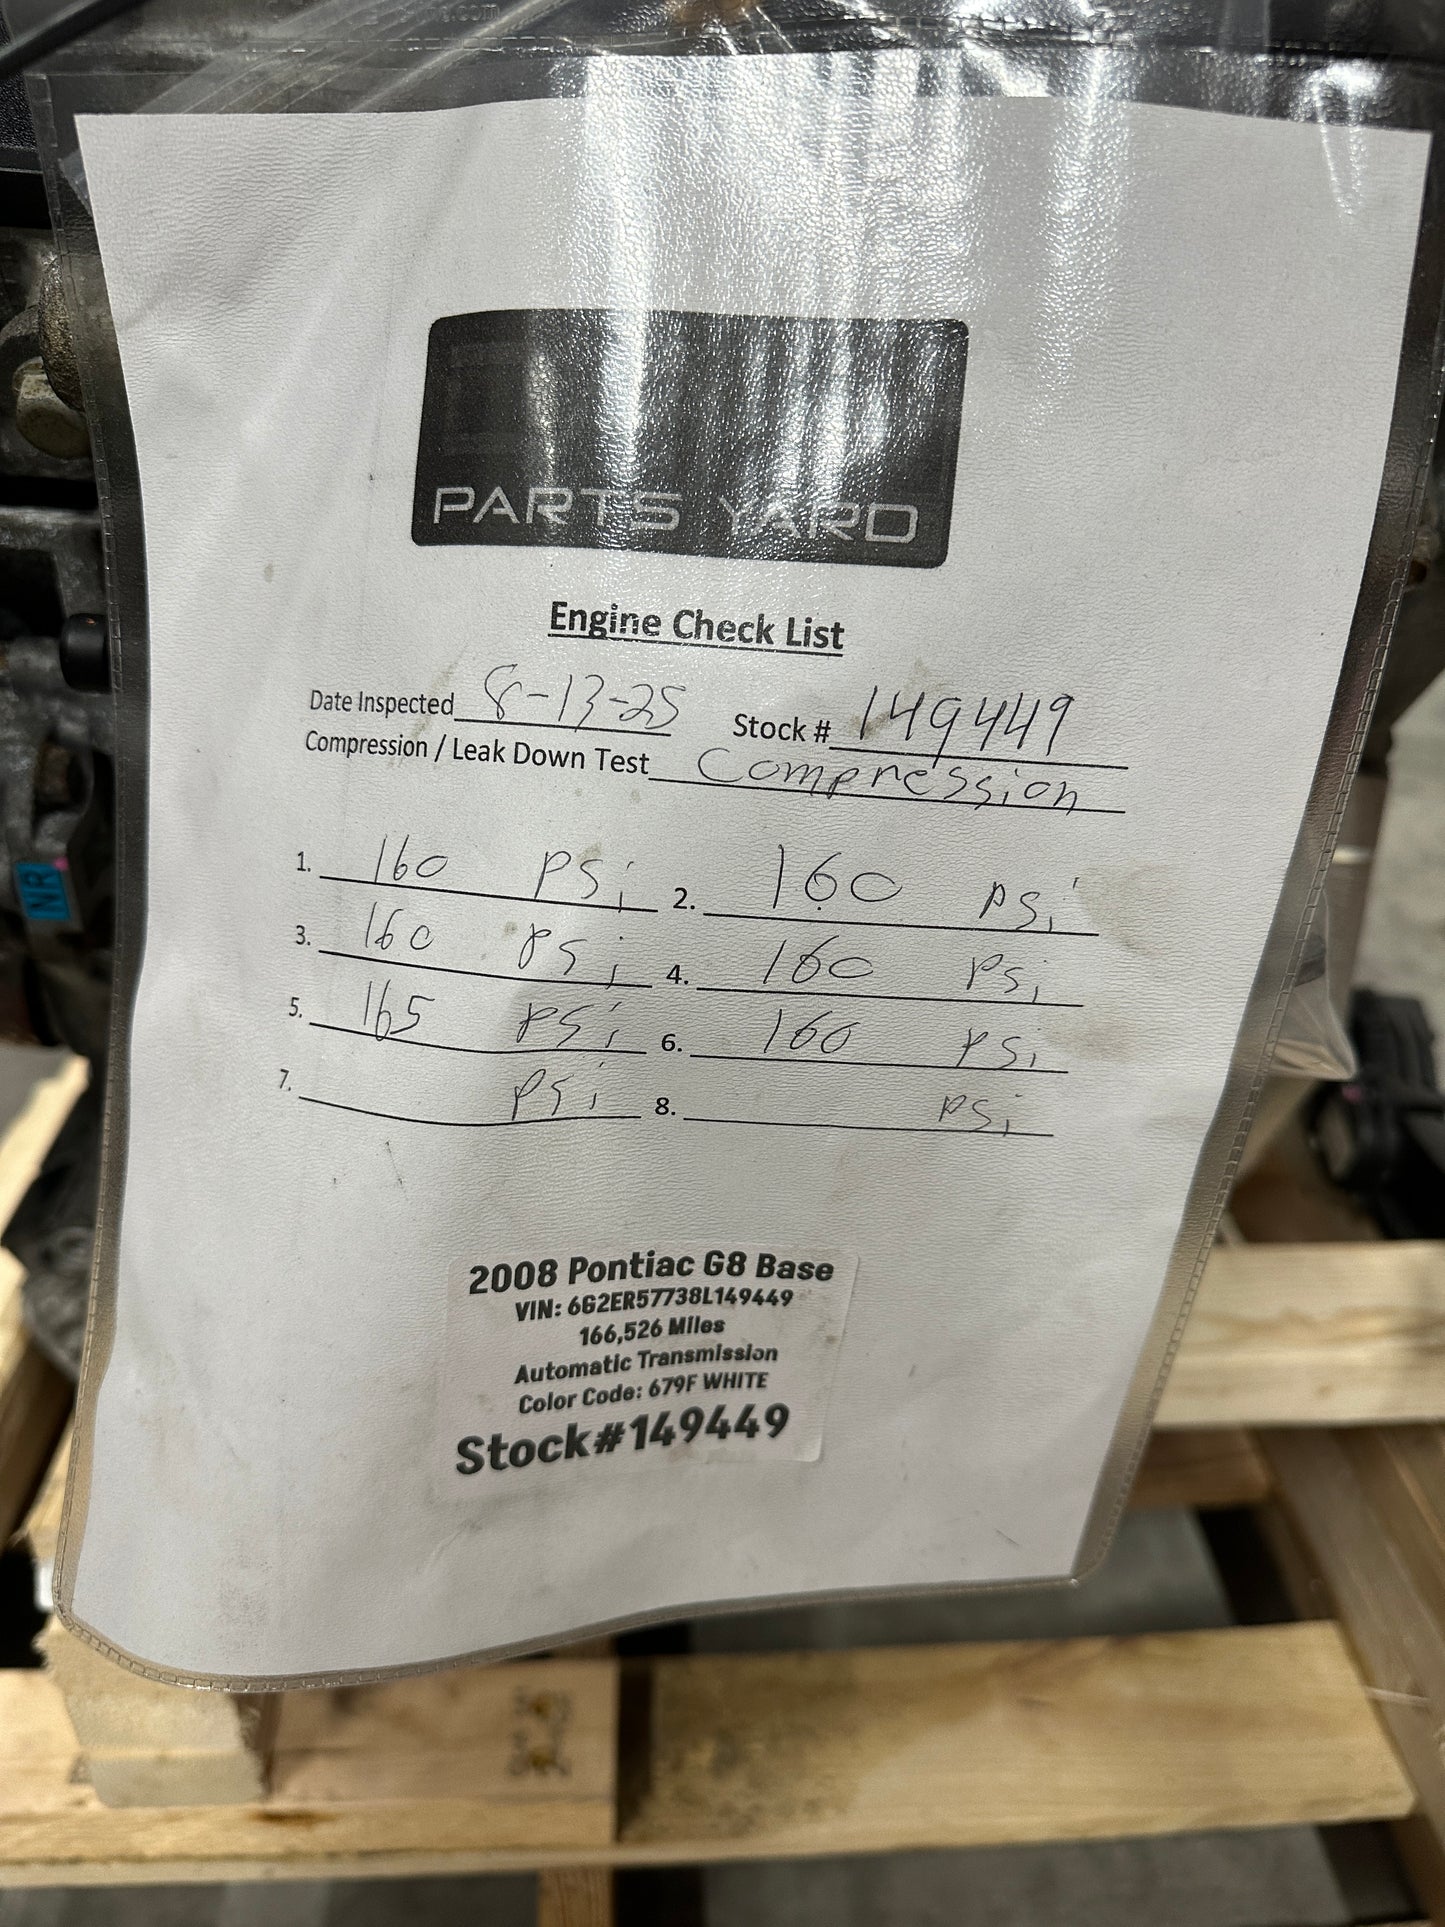 PARTS YARD
Engine Check List
Date Inspected 8-13-25 Stock # 149449
Compression / Leak Down Test Compression
1. 160 psi 2. 160 psi
3. 160 psi 4. 160 psi
5. 165 psi 6. 160 psi
7. psi 8. psi
2008 Pontiac G8 Base
VIN: 6G2ER57738L149449
166,526 Miles
Automatic Transmission
Color Code: 679F WHITE
Stock#149449
NR